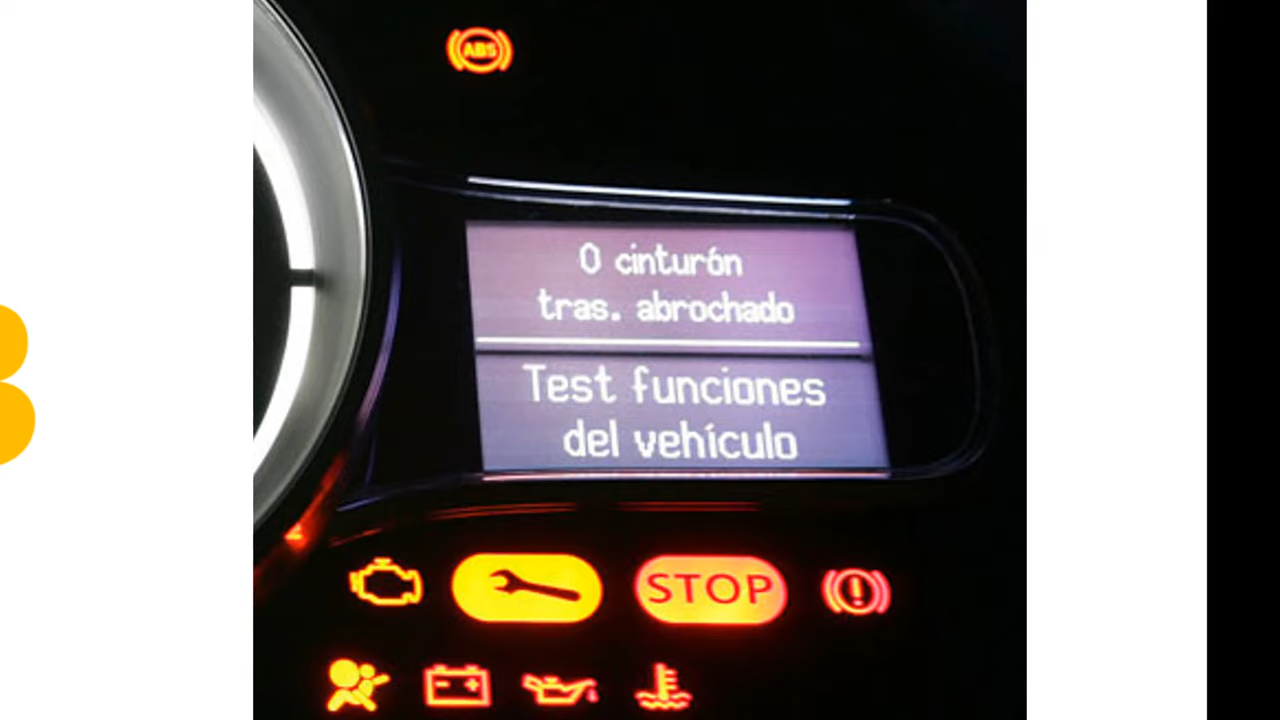 ABS
0 cinturón
tras. abrochado
Test funciones
del vehículo
STOP